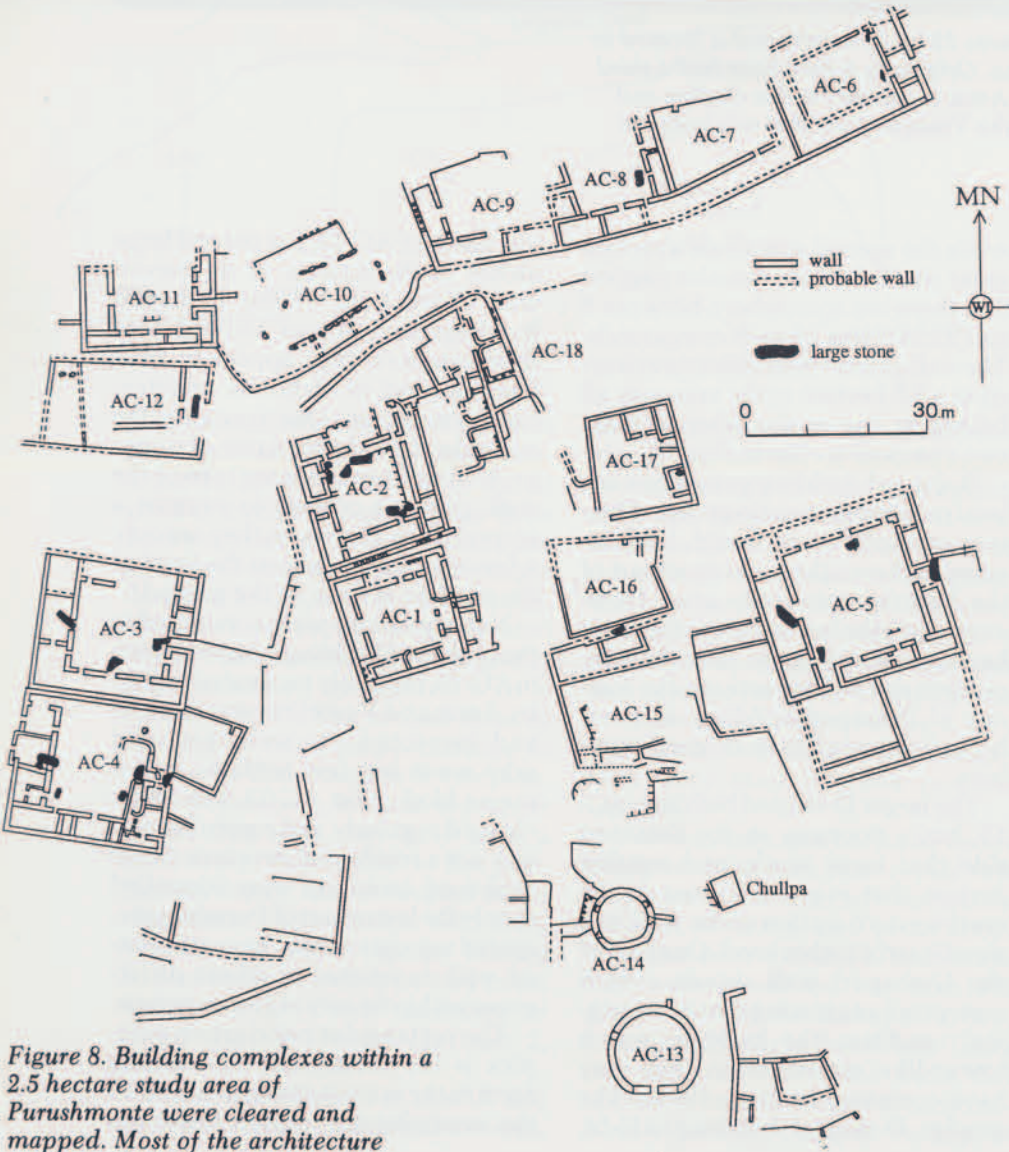 AC-6
AC-7
AC-8
AC-9
MN
wall
probable wall
WI
large stone
0 30 m
AC-10
AC-11
AC-18
AC-12
AC-17
AC-2
AC-16
AC-5
AC-3
AC-1
AC-15
AC-4
Chullpa
AC-14
AC-13
Figure 8. Building complexes within a
2.5 hectare study area of
Purushmonte were cleared and
mapped. Most of the architecture